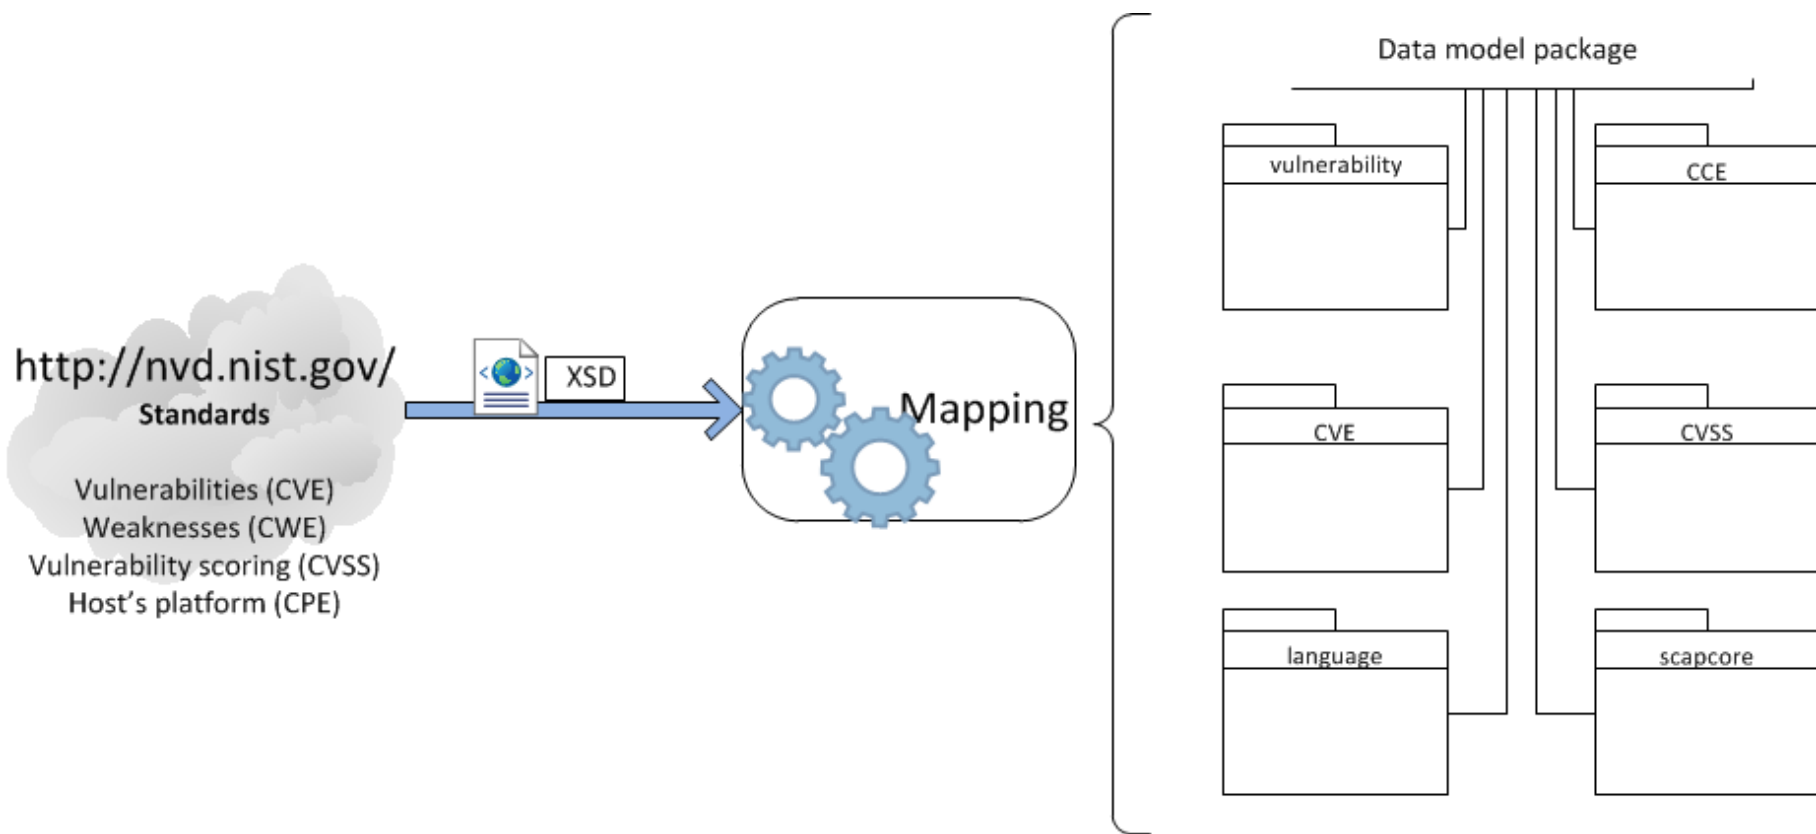 http://nvd.nist.gov/
Standards
Vulnerabilities (CVE)
Weaknesses (CWE)
Vulnerability scoring (CVSS)
Host's platform (CPE)
XSD
Mapping
Data model package
vulnerability
CCE
CVE
CVSS
language
scapcore